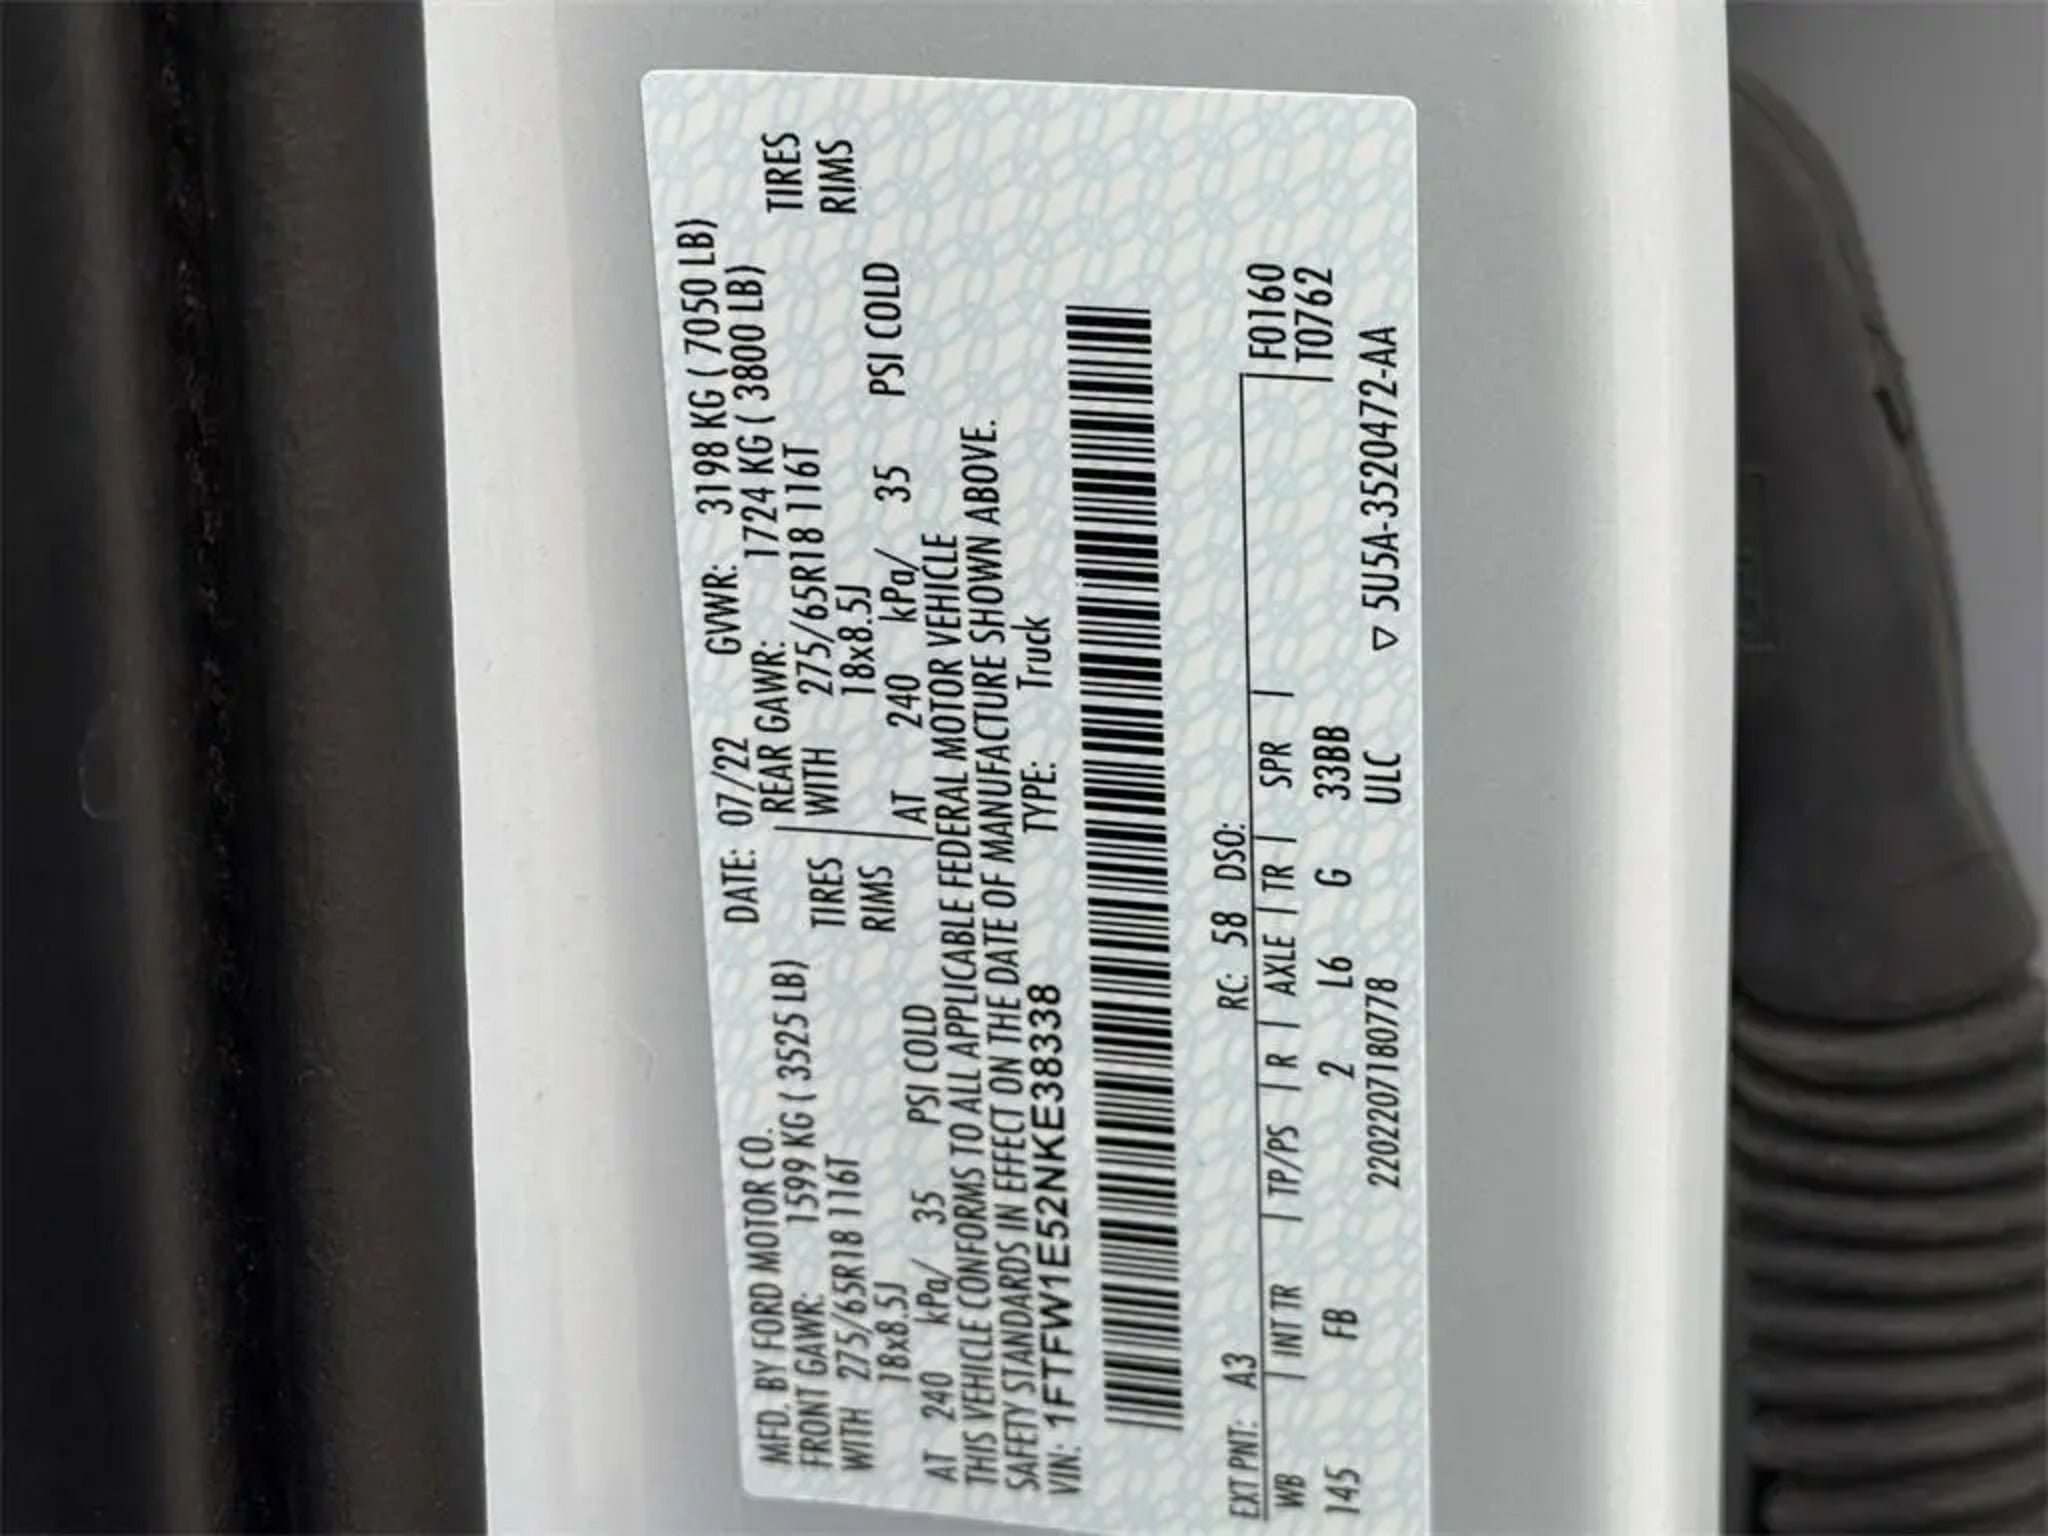 MFD. BY FORD MOTOR CO. DATE: 07/22 GVWR: 3198 KG ( 7050 LB)
FRONT GAWR: 1599 KG ( 3525 LB) REAR GAWR: 1724 KG ( 3800 LB)
WITH 275/65R18 116T TIRES WITH 275/65R18 116T TIRES
18x8.5J RIMS 18x8.5J RIMS
AT 240 kPa/ 35 PSI COLD AT 240 kPa/ 35 PSI COLD
THIS VEHICLE CONFORMS TO ALL APPLICABLE FEDERAL MOTOR VEHICLE
SAFETY STANDARDS IN EFFECT ON THE DATE OF MANUFACTURE SHOWN ABOVE.
VIN: 1FTFW1E52NKE38338 TYPE: Truck
EXT PNT: A3 RC: 58 DSO:
WB | INT TR | TP/PS | R | AXLE | TR | SPR | F0160
145 FB 2 L6 G 33BB T0762
220220718077 8 ULC ▽ 5U5A-3520472-AA